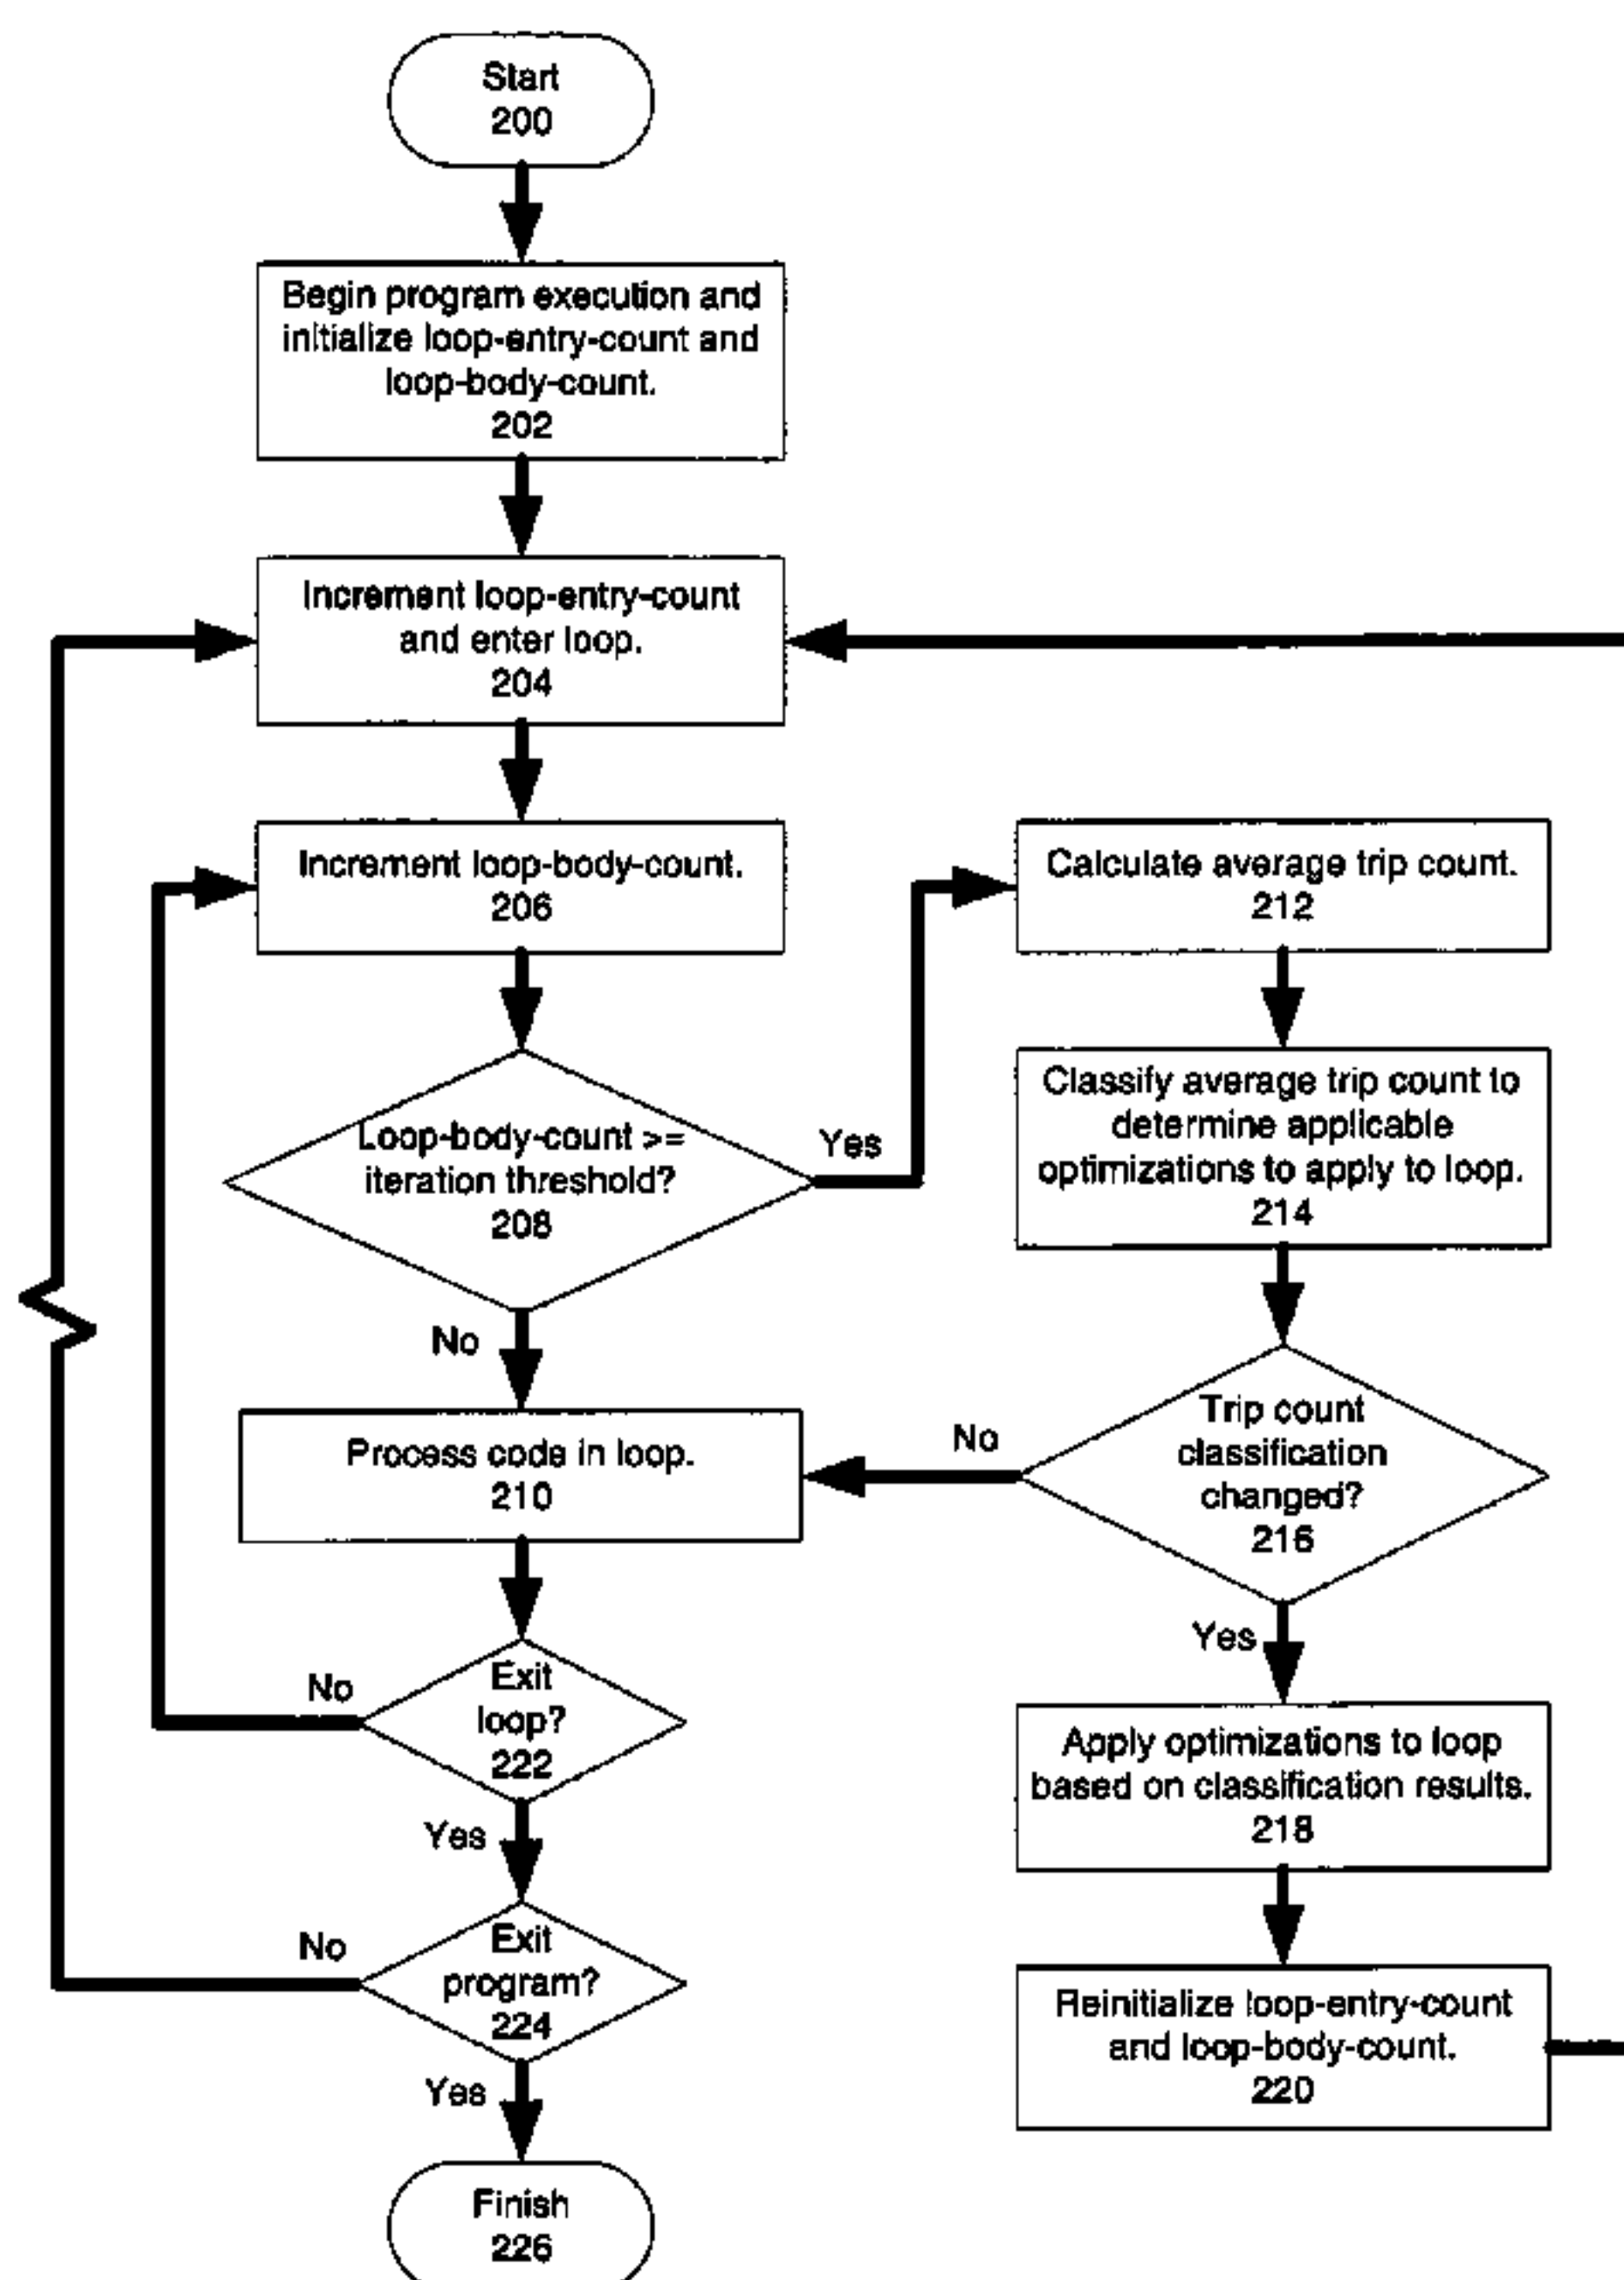 Start
200
Begin program execution and
initialize loop-entry-count and
loop-body-count.
202
Increment loop-entry-count
and enter loop.
204
Increment loop-body-count.
206
Loop-body-count >=
iteration threshold?
208
Yes
No
Calculate average trip count.
212
Classify average trip count to
determine applicable
optimizations to apply to loop.
214
Trip count
classification
changed?
216
No
Yes
Process code in loop.
210
Exit
loop?
222
No
Yes
Apply optimizations to loop
based on classification results.
218
Exit
program?
224
No
Yes
Reinitialize loop-entry-count
and loop-body-count.
220
Finish
226